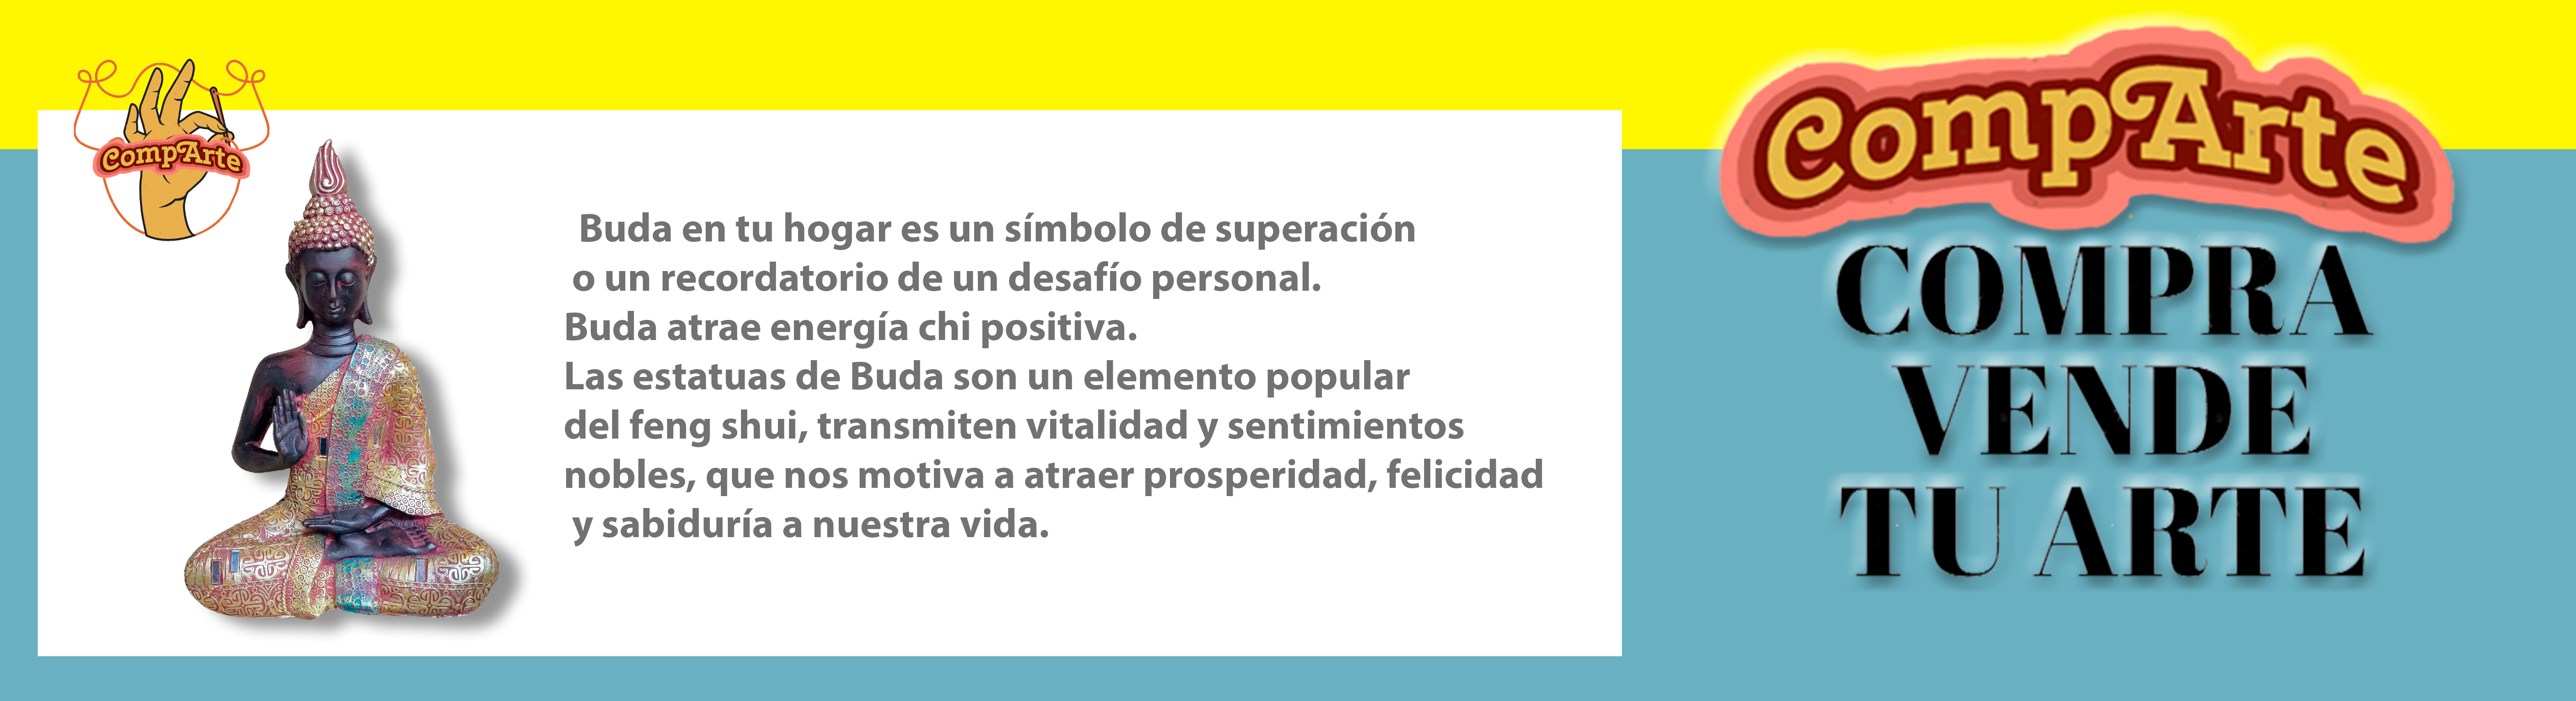 CompArte
Buda en tu hogar es un símbolo de superación
o un recordatorio de un desafío personal.
Buda atrae energía chi positiva.
Las estatuas de Buda son un elemento popular
del feng shui, transmiten vitalidad y sentimientos
nobles, que nos motiva a atraer prosperidad, felicidad
y sabiduría a nuestra vida.
CompArte
COMPRA
VENDE
TU ARTE